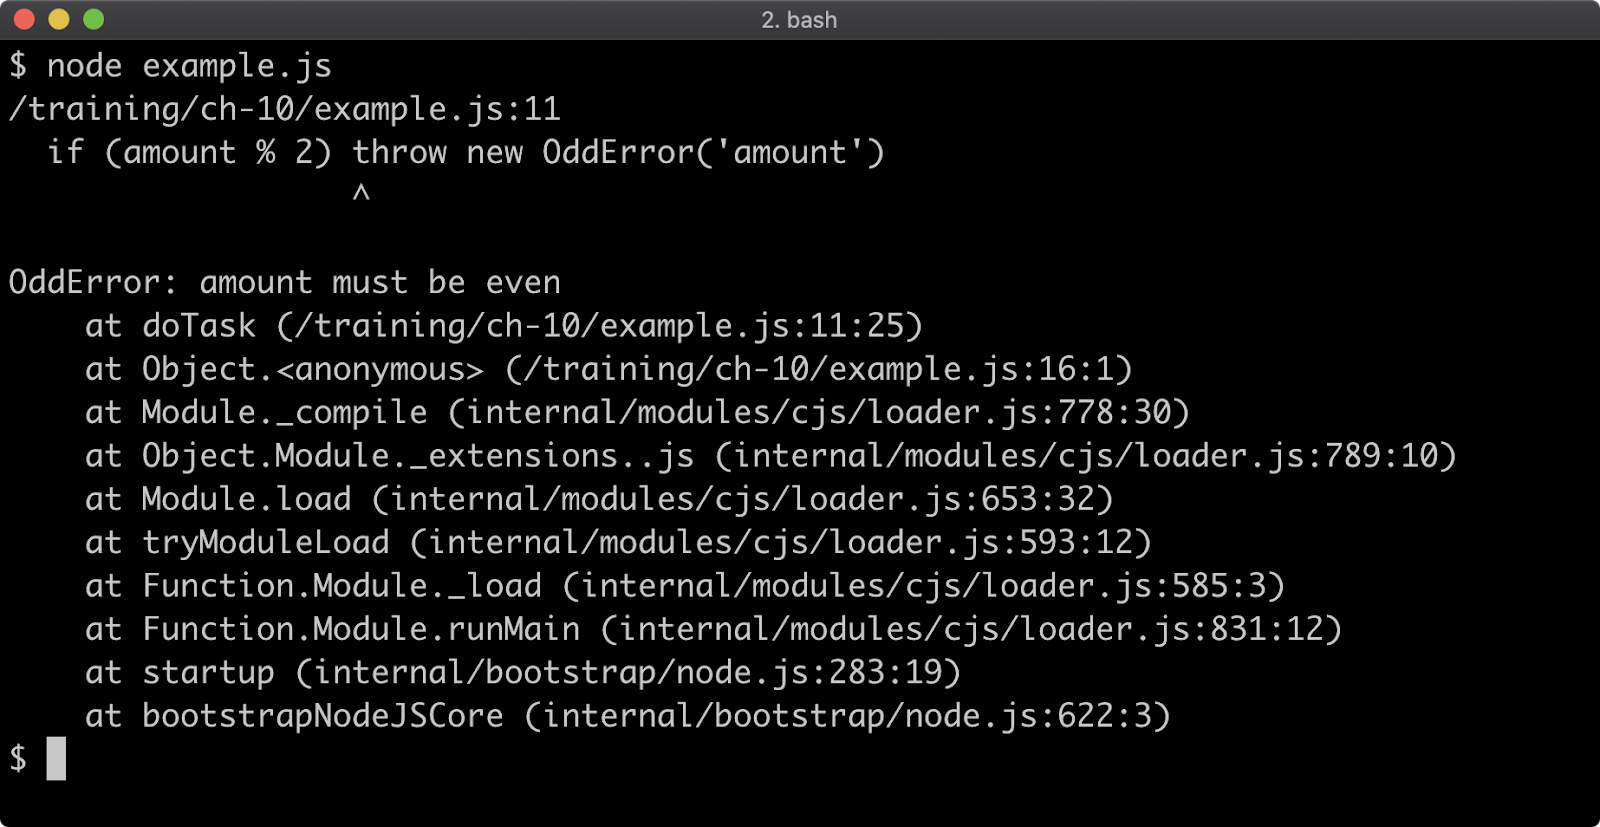 2. bash
$ node example.js
/training/ch-10/example.js:11
  if (amount % 2) throw new OddError('amount')
                  ^
OddError: amount must be even
    at doTask (/training/ch-10/example.js:11:25)
    at Object.<anonymous> (/training/ch-10/example.js:16:1)
    at Module._compile (internal/modules/cjs/loader.js:778:30)
    at Object.Module._extensions..js (internal/modules/cjs/loader.js:789:10)
    at Module.load (internal/modules/cjs/loader.js:653:32)
    at tryModuleLoad (internal/modules/cjs/loader.js:593:12)
    at Function.Module._load (internal/modules/cjs/loader.js:585:3)
    at Function.Module.runMain (internal/modules/cjs/loader.js:831:12)
    at startup (internal/bootstrap/node.js:283:19)
    at bootstrapNodeJSCore (internal/bootstrap/node.js:622:3)
$